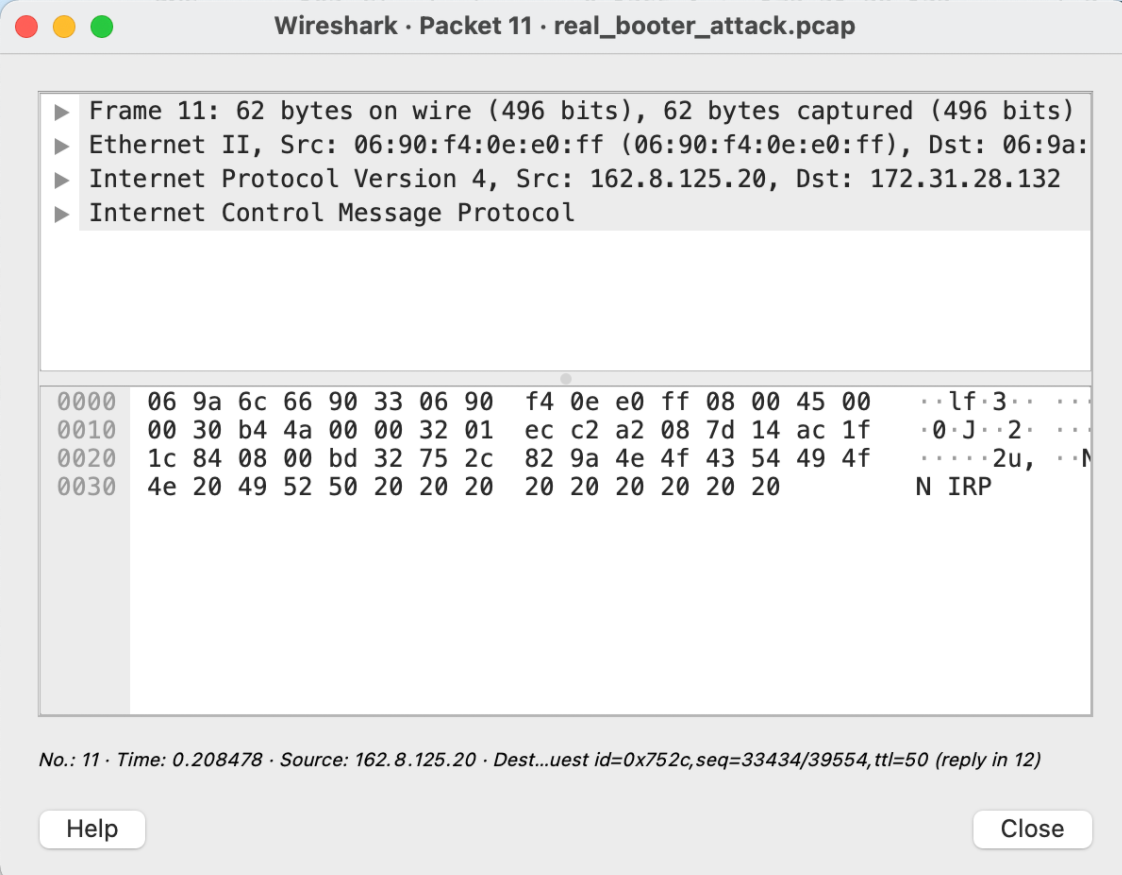 Wireshark · Packet 11 · real_booter_attack.pcap
Frame 11: 62 bytes on wire (496 bits), 62 bytes captured (496 bits)
Ethernet II, Src: 06:90:f4:0e:e0:ff (06:90:f4:0e:e0:ff), Dst: 06:9a:
Internet Protocol Version 4, Src: 162.8.125.20, Dst: 172.31.28.132
Internet Control Message Protocol
0000 06 9a 6c 66 90 33 06 90 f4 0e e0 ff 08 00 45 00 ··lf·3·· ···
0010 00 30 b4 4a 00 00 32 01 ec c2 a2 08 7d 14 ac 1f ·0·J··2· ···
0020 1c 84 08 00 bd 32 75 2c 82 9a 4e 4f 43 54 49 4f ·····2u, ··N
0030 4e 20 49 52 50 20 20 20 20 20 20 20 20 20 N IRP
No.: 11 · Time: 0.208478 · Source: 162.8.125.20 · Dest...uest id=0x752c,seq=33434/39554,ttl=50 (reply in 12)
Help Close